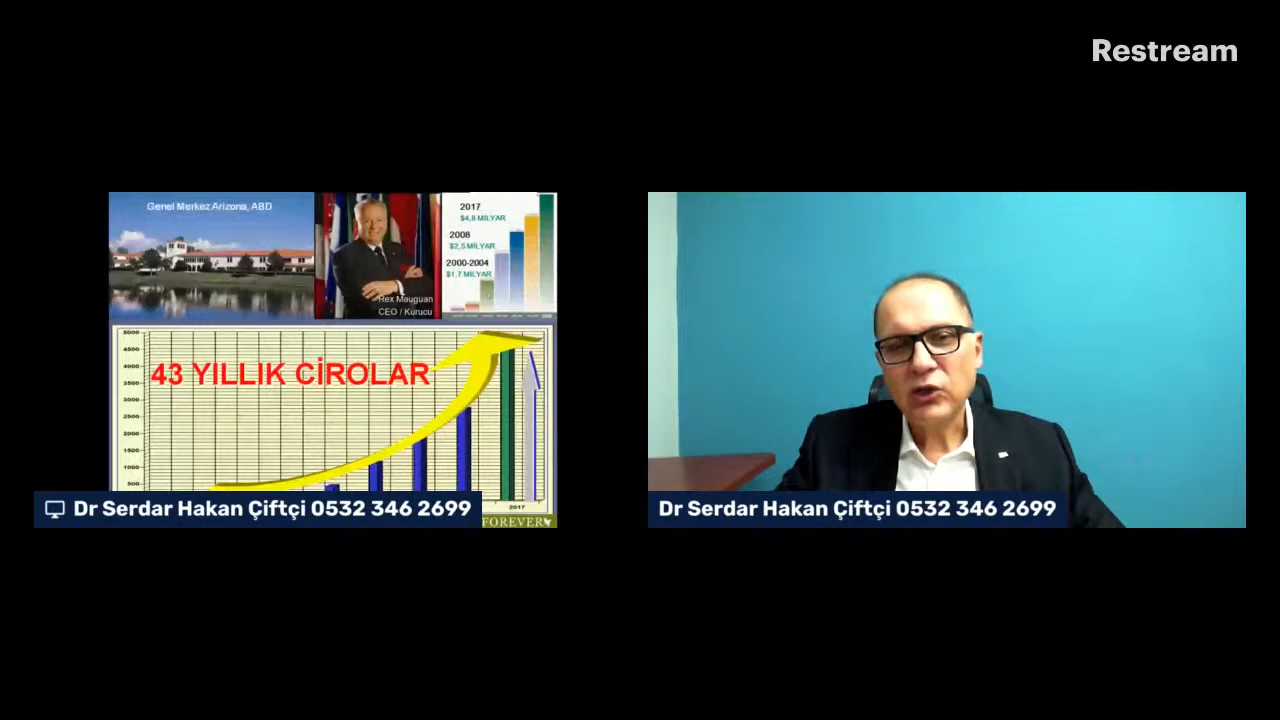 Restream
Genel Merkez Arizona, ABD
Rex Mauguan
CEO / Kurucu
2017
$4,8 MİLYAR
2008
$2,5 MİLYAR
2000-2004
$1,7 MİLYAR
43 YILLIK CİROLAR
5000
4500
4000
3500
3000
2500
2000
1500
1000
500
2017
FOREVER
Dr Serdar Hakan Çiftçi 0532 346 2699
Dr Serdar Hakan Çiftçi 0532 346 2699